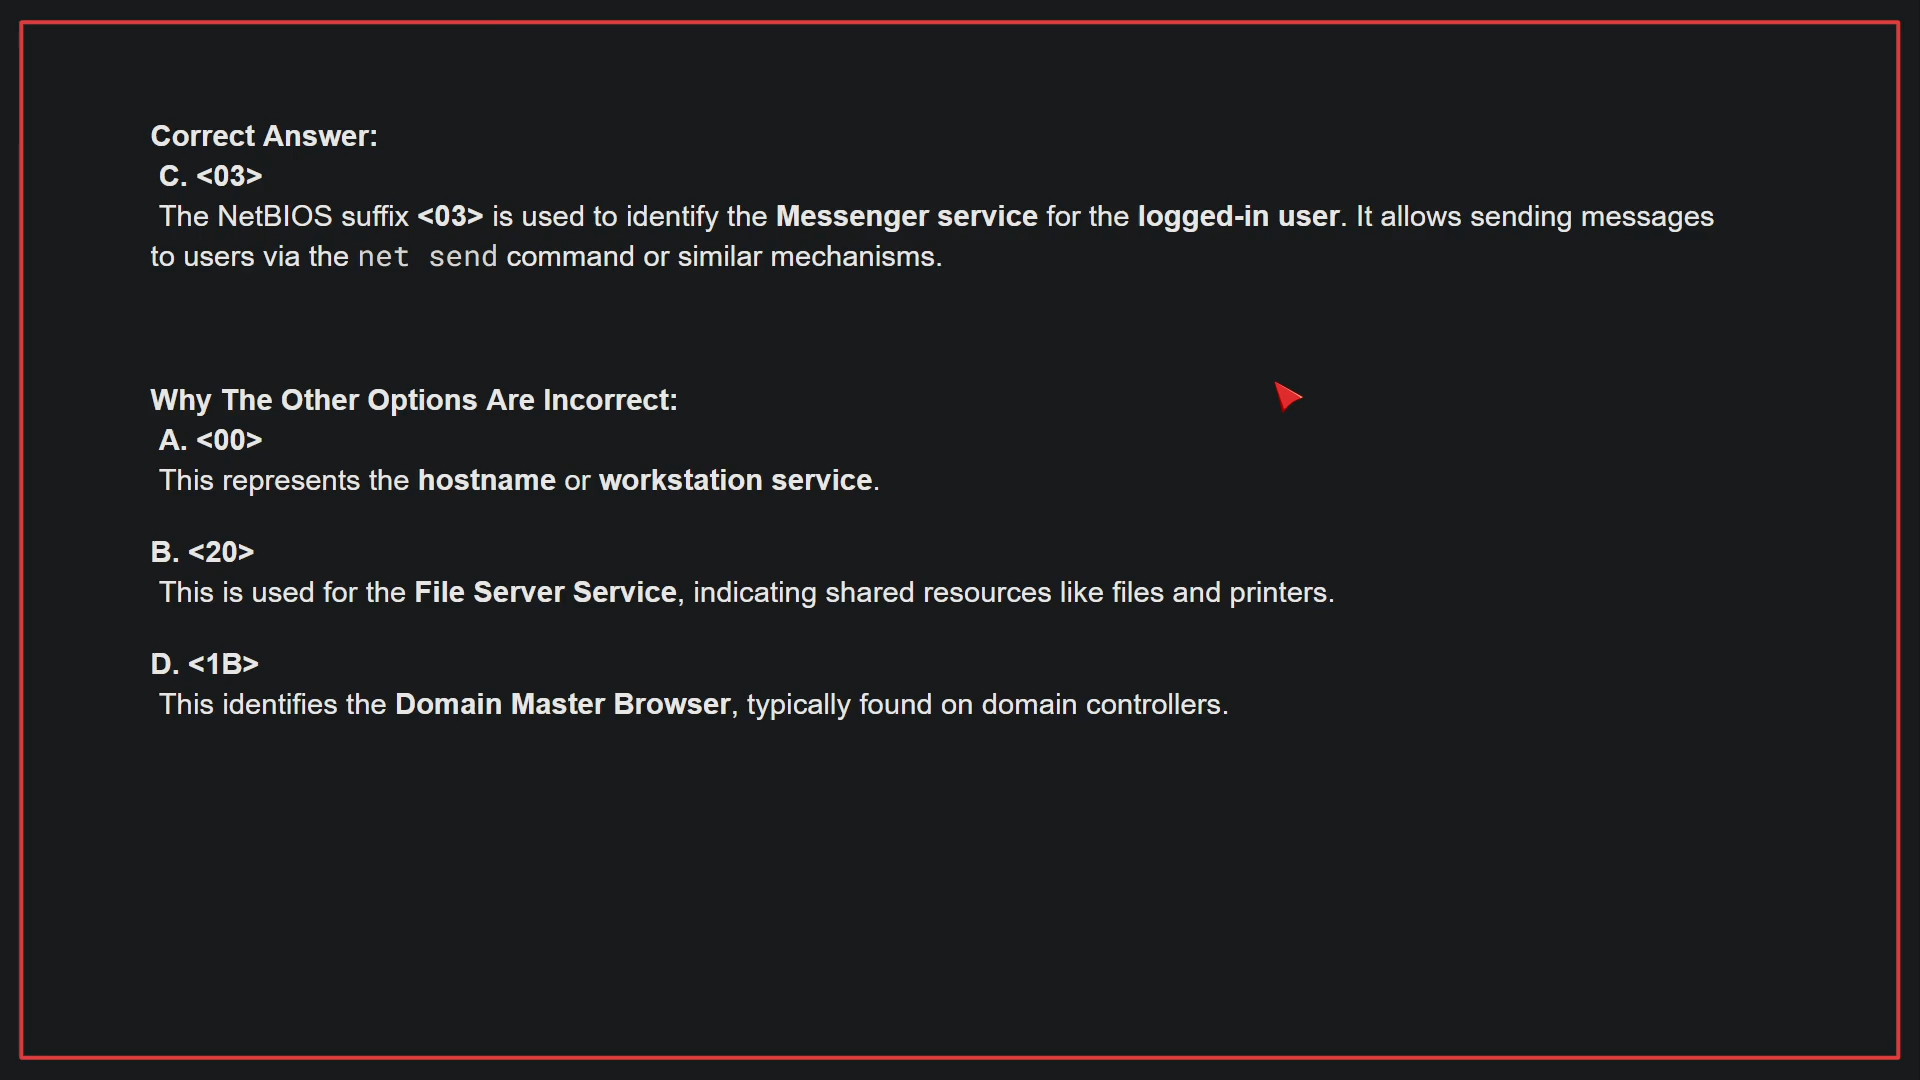 Correct Answer:
C. <03>
The NetBIOS suffix <03> is used to identify the Messenger service for the logged-in user. It allows sending messages
to users via the net send command or similar mechanisms.
Why The Other Options Are Incorrect:
A. <00>
This represents the hostname or workstation service.
B. <20>
This is used for the File Server Service, indicating shared resources like files and printers.
D. <1B>
This identifies the Domain Master Browser, typically found on domain controllers.